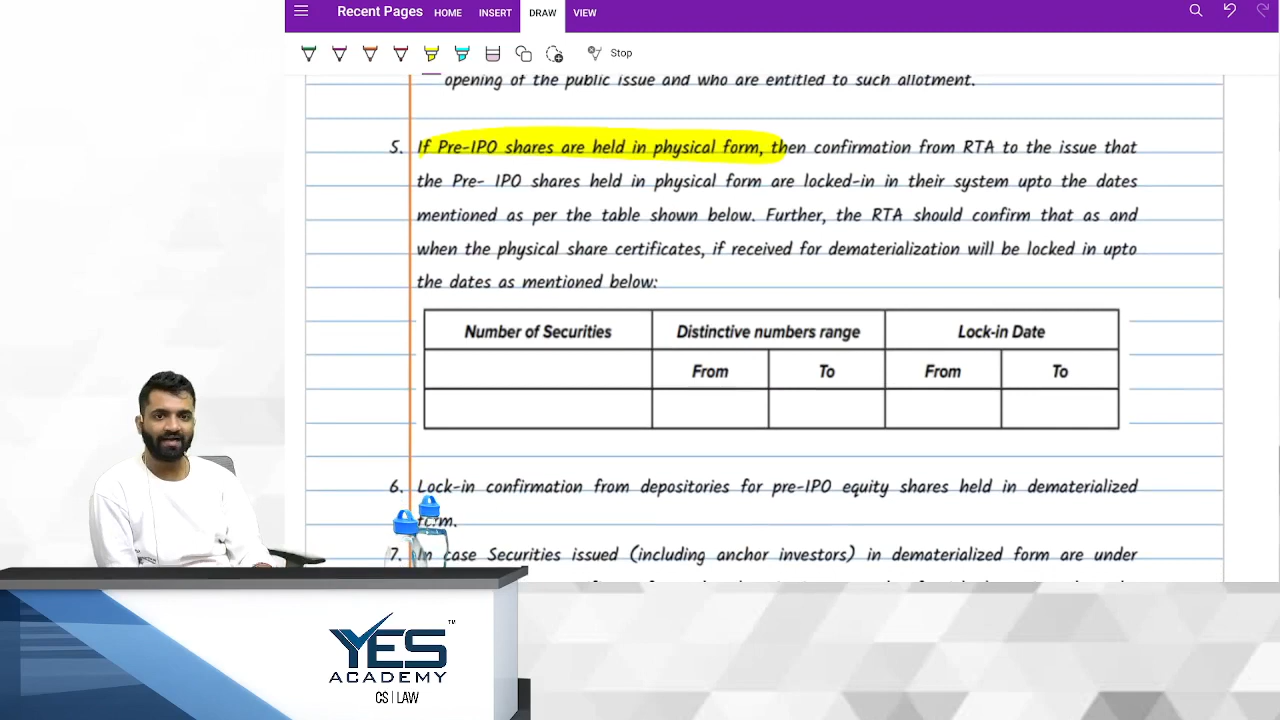 Recent Pages HOME INSERT DRAW VIEW
Stop
opening of the public issue and who are entitled to such allotment.
5. If Pre-IPO shares are held in physical form, then confirmation from RTA to the issue that
the Pre- IPO shares held in physical form are locked-in in their system upto the dates
mentioned as per the table shown below. Further, the RTA should confirm that as and
when the physical share certificates, if received for dematerialization will be locked in upto
the dates as mentioned below:
Number of Securities Distinctive numbers range Lock-in Date
From To From To
6. Lock-in confirmation from depositories for pre-IPO equity shares held in dematerialized
form.
7. In case Securities issued (including anchor investors) in dematerialized form are under
YES
TM
ACADEMY
CS | LAW